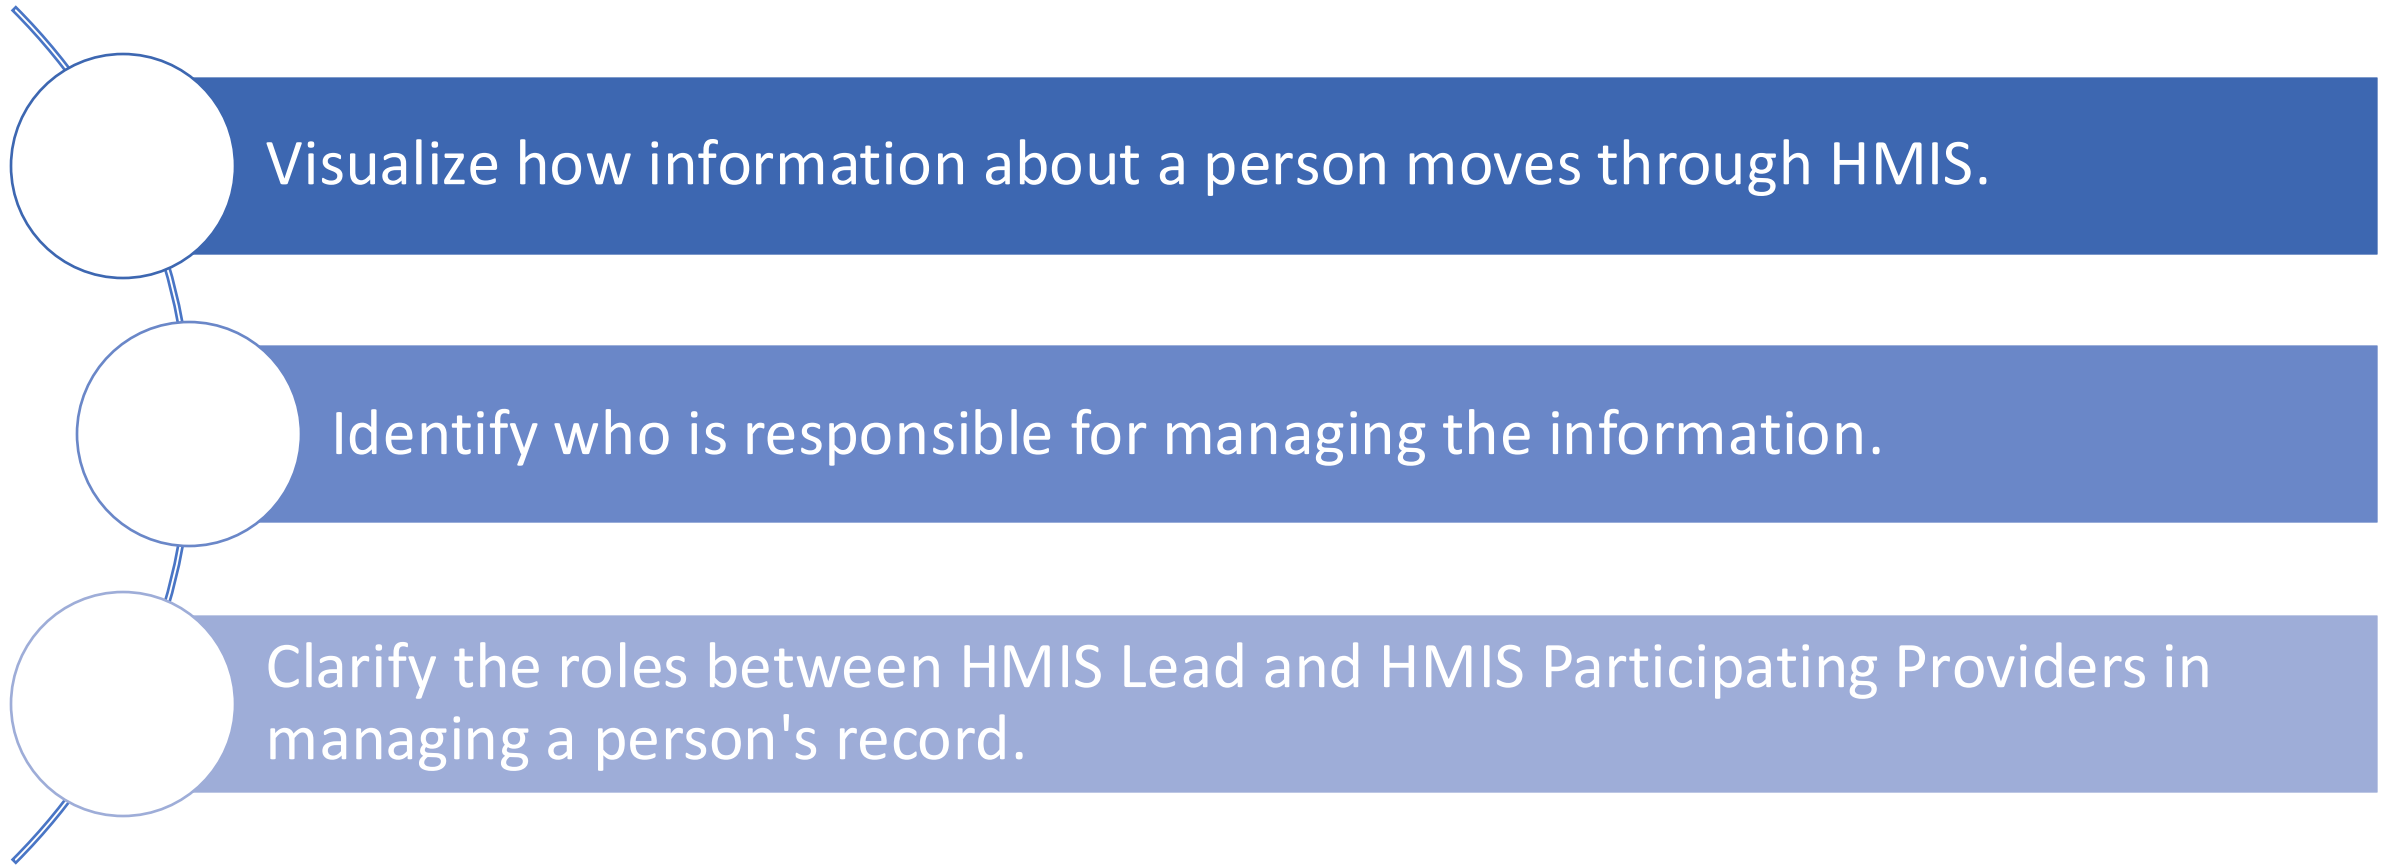 Visualize how information about a person moves through HMIS.
Identify who is responsible for managing the information.
Clarify the roles between HMIS Lead and HMIS Participating Providers in
managing a person's record.